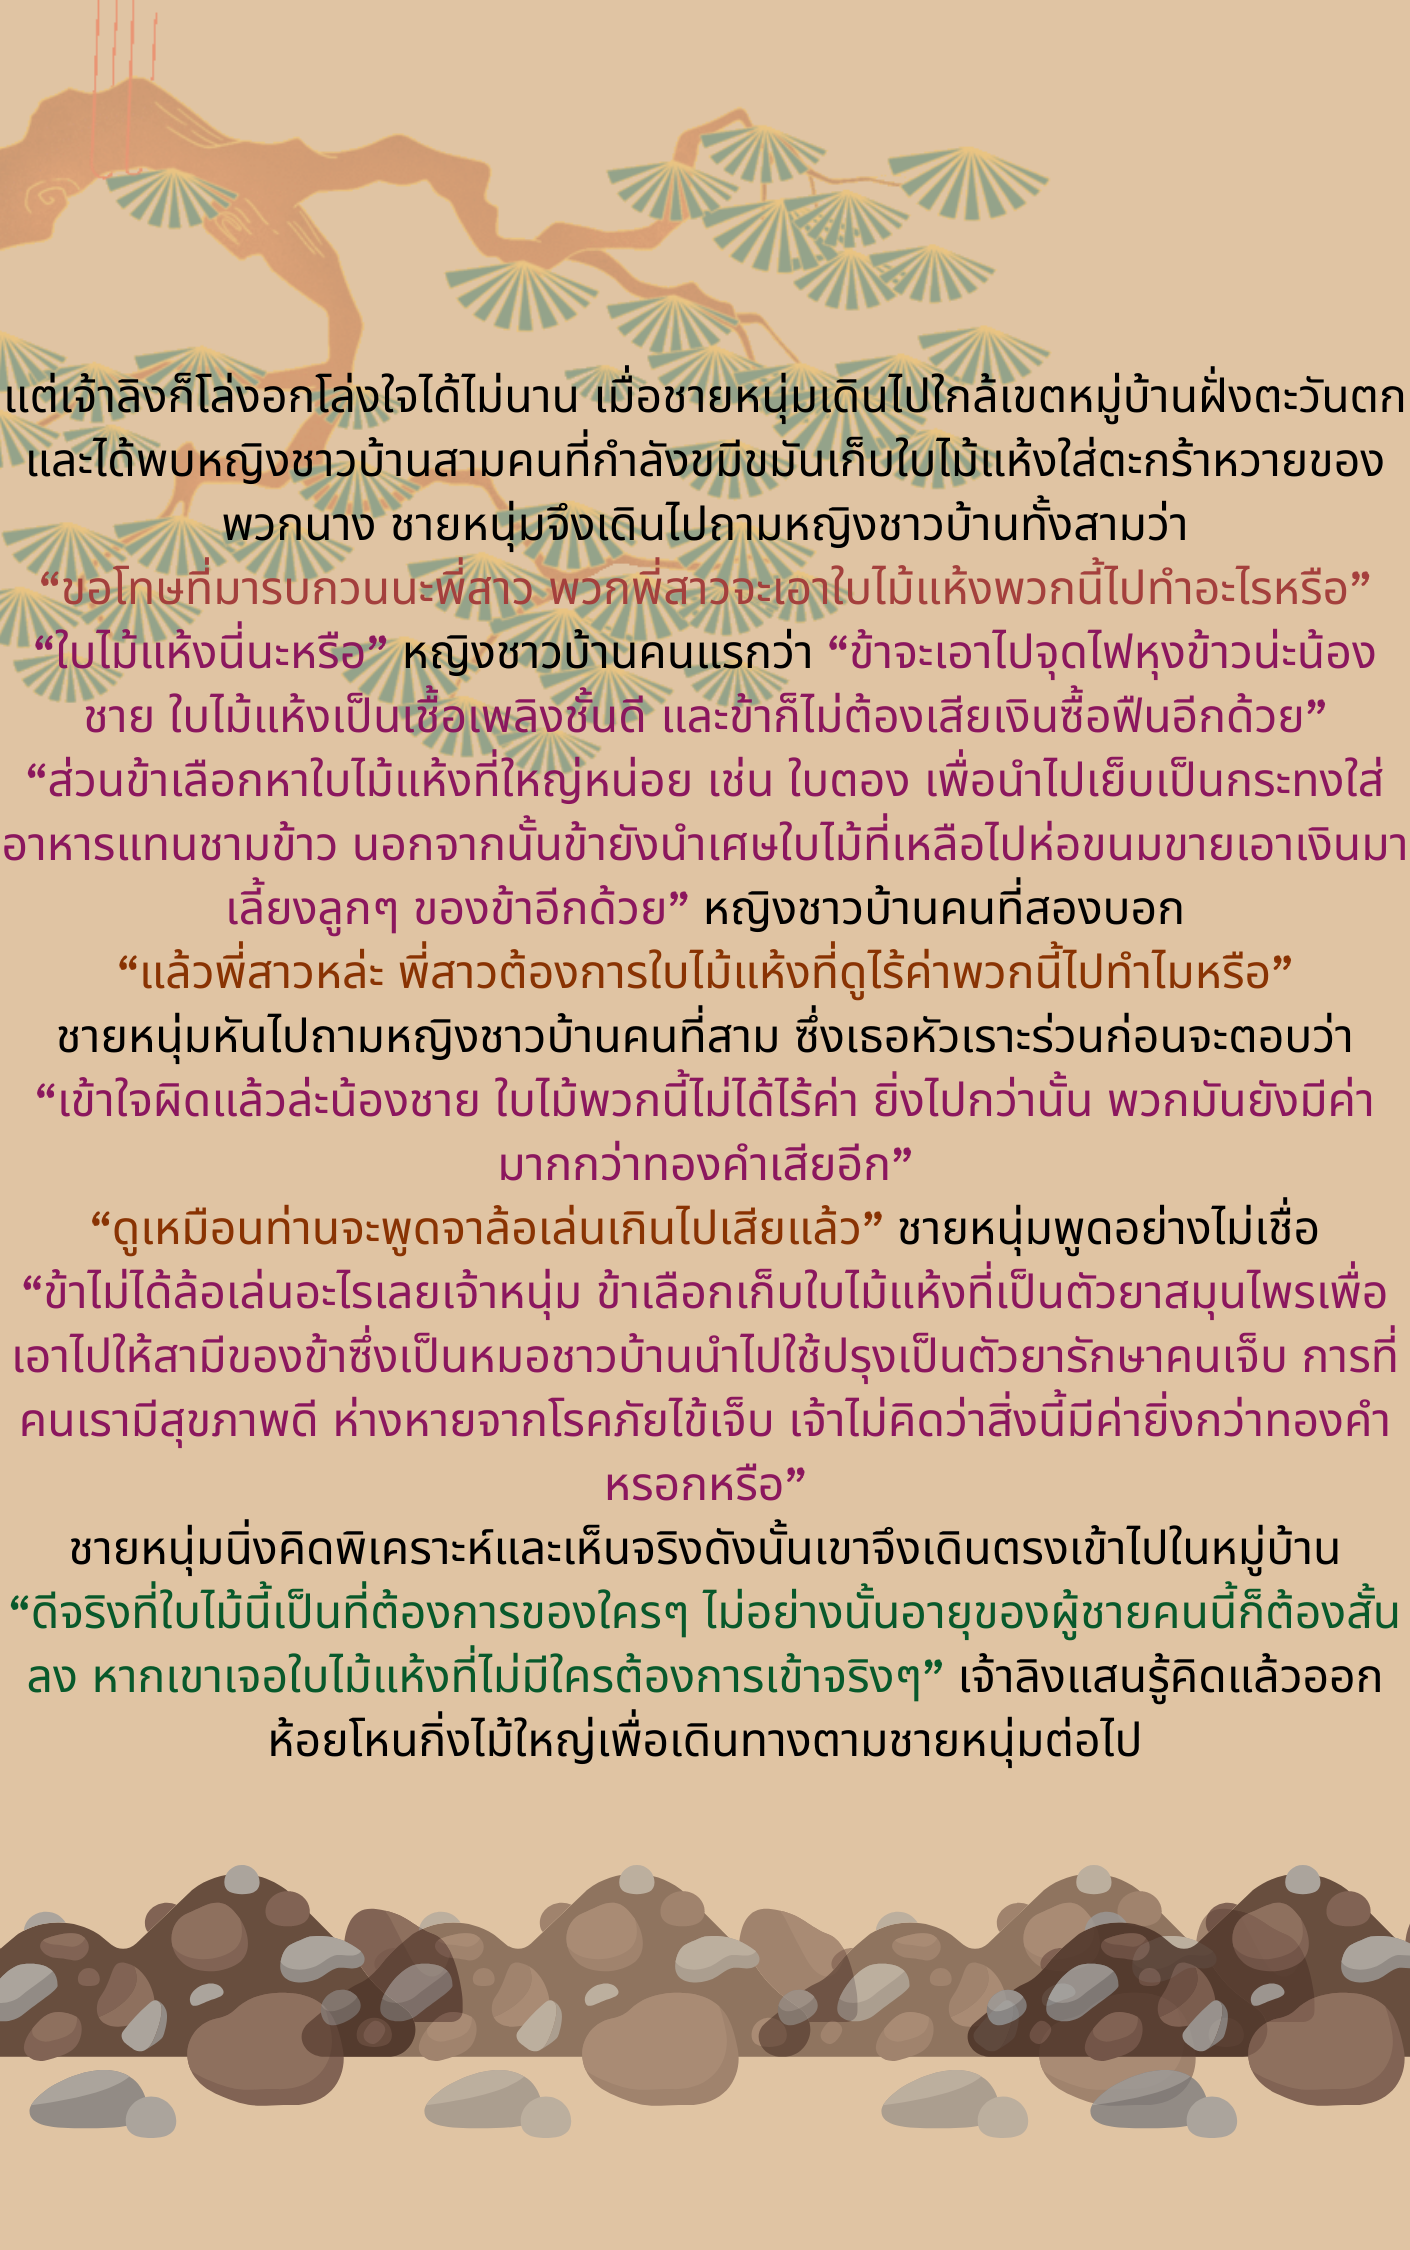 แต่เจ้าลิงก็โล่งอกโล่งใจได้ไม่นาน เมื่อชายหนุ่มเดินไปใกล้เขตหมู่บ้านฝั่งตะวันตก
และได้พบหญิงชาวบ้านสามคนที่กำลังขมีขมันเก็บใบไม้แห้งใส่ตะกร้าหวายของ
พวกนาง ชายหนุ่มจึงเดินไปถามหญิงชาวบ้านทั้งสามว่า
“ขอโทษที่มารบกวนนะพี่สาว พวกพี่สาวจะเอาใบไม้แห้งพวกนี้ไปทำอะไรหรือ”
“ใบไม้แห้งนี่นะหรือ” หญิงชาวบ้านคนแรกว่า “ข้าจะเอาไปจุดไฟหุงข้าวน่ะน้อง
ชาย ใบไม้แห้งเป็นเชื้อเพลิงชั้นดี และข้าก็ไม่ต้องเสียเงินซื้อฟืนอีกด้วย”
“ส่วนข้าเลือกหาใบไม้แห้งที่ใหญ่หน่อย เช่น ใบตอง เพื่อนำไปเย็บเป็นกระทงใส่
อาหารแทนชามข้าว นอกจากนั้นข้ายังนำเศษใบไม้ที่เหลือไปห่อขนมขายเอาเงินมา
เลี้ยงลูกๆ ของข้าอีกด้วย” หญิงชาวบ้านคนที่สองบอก
“แล้วพี่สาวหล่ะ พี่สาวต้องการใบไม้แห้งที่ดูไร้ค่าพวกนี้ไปทำไมหรือ”
ชายหนุ่มหันไปถามหญิงชาวบ้านคนที่สาม ซึ่งเธอหัวเราะร่วนก่อนจะตอบว่า
“เข้าใจผิดแล้วล่ะน้องชาย ใบไม้พวกนี้ไม่ได้ไร้ค่า ยิ่งไปกว่านั้น พวกมันยังมีค่า
มากกว่าทองคำเสียอีก”
“ดูเหมือนท่านจะพูดจาล้อเล่นเกินไปเสียแล้ว” ชายหนุ่มพูดอย่างไม่เชื่อ
“ข้าไม่ได้ล้อเล่นอะไรเลยเจ้าหนุ่ม ข้าเลือกเก็บใบไม้แห้งที่เป็นตัวยาสมุนไพรเพื่อ
เอาไปให้สามีของข้าซึ่งเป็นหมอชาวบ้านนำไปใช้ปรุงเป็นตัวยารักษาคนเจ็บ การที่
คนเรามีสุขภาพดี ห่างหายจากโรคภัยไข้เจ็บ เจ้าไม่คิดว่าสิ่งนี้มีค่ายิ่งกว่าทองคำ
หรอกหรือ”
ชายหนุ่มนิ่งคิดพิเคราะห์และเห็นจริงดังนั้นเขาจึงเดินตรงเข้าไปในหมู่บ้าน
“ดีจริงที่ใบไม้นี้เป็นที่ต้องการของใครๆ ไม่อย่างนั้นอายุของผู้ชายคนนี้ก็ต้องสั้น
ลง หากเขาเจอใบไม้แห้งที่ไม่มีใครต้องการเข้าจริงๆ” เจ้าลิงแสนรู้คิดแล้วออก
ห้อยโหนกิ่งไม้ใหญ่เพื่อเดินทางตามชายหนุ่มต่อไป